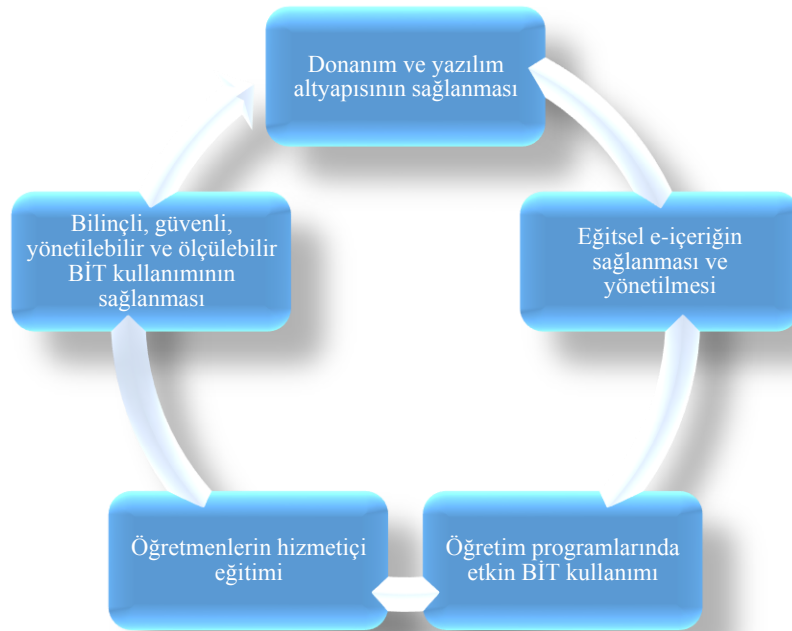 Donanım ve yazılım
altyapısının sağlanması
Eğitsel e-içeriğin
sağlanması ve
yönetilmesi
Öğretim programlarında
etkin BİT kullanımı
Öğretmenlerin hizmetiçi
eğitimi
Bilinçli, güvenli,
yönetilebilir ve ölçülebilir
BİT kullanımının
sağlanması